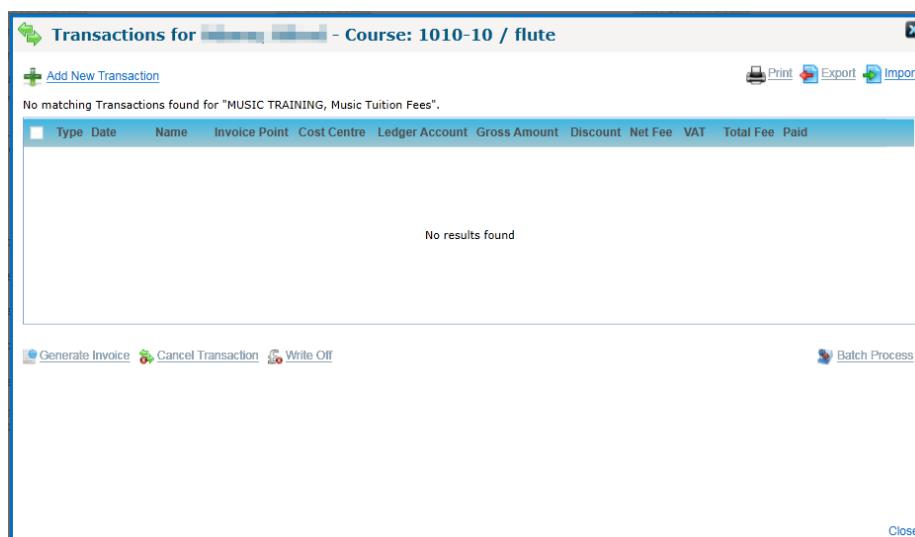 Transactions for - Course: 1010-10 / flute
Add New Transaction
Print Export Impor
No matching Transactions found for "MUSIC TRAINING, Music Tuition Fees".
Type Date Name Invoice Point Cost Centre Ledger Account Gross Amount Discount Net Fee VAT Total Fee Paid
No results found
Generate Invoice Cancel Transaction Write Off
Batch Process
Close